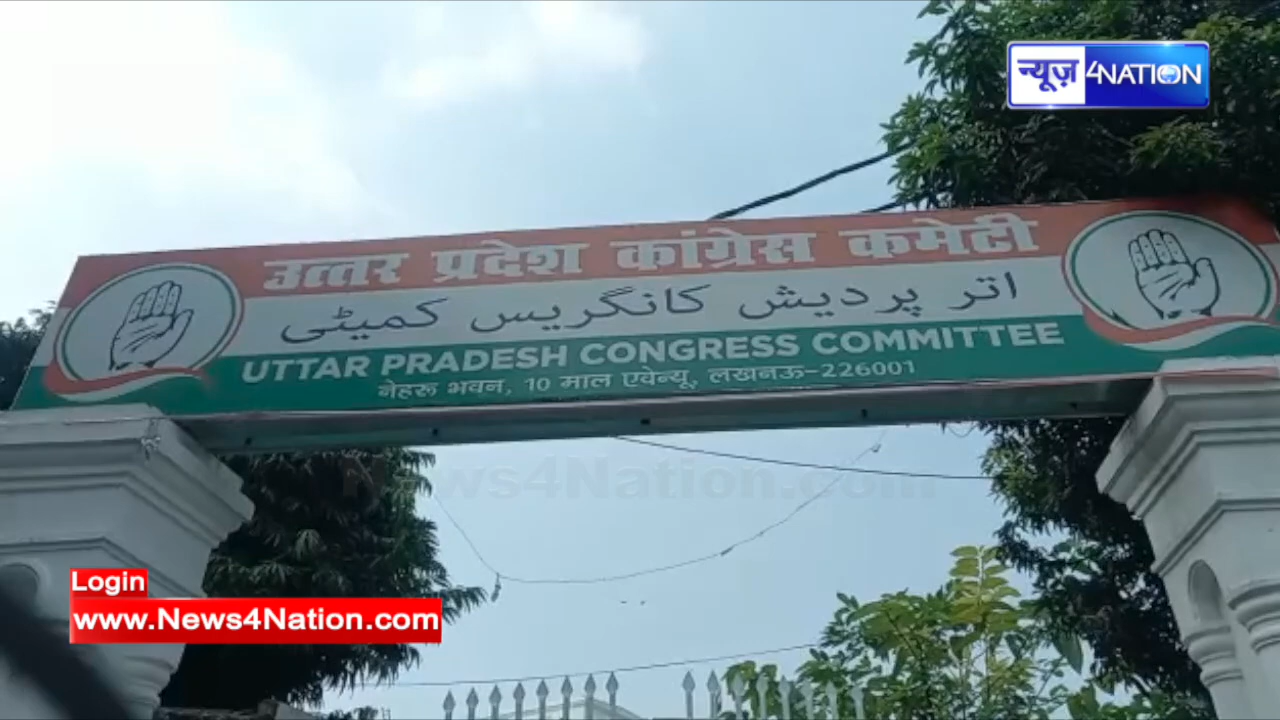 न्यूज़ 4NATION
उत्तर प्रदेश कांग्रेस कमेटी
اتر پردیش کانگریس کمیٹی
UTTAR PRADESH CONGRESS COMMITTEE
नेहरू भवन, 10 माल एवेन्यू, लखनऊ-226001
News4Nation.com
Login
www.News4Nation.com